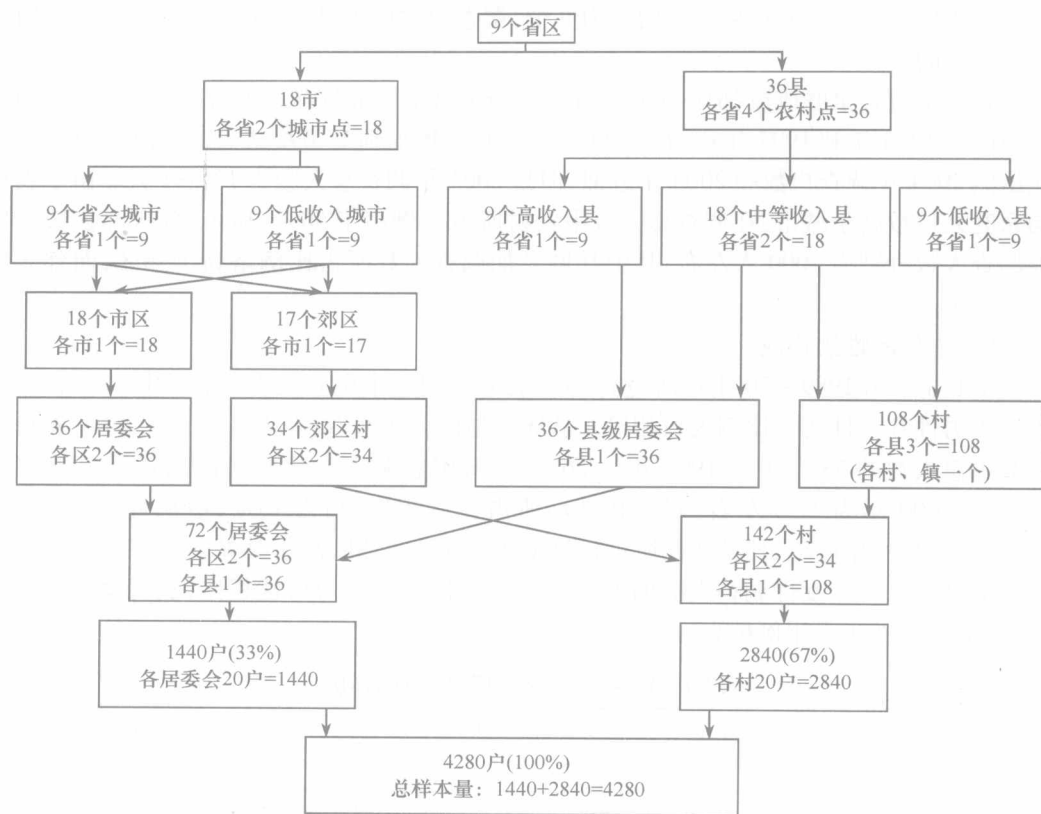 9个省区
18市
各省2个城市点=18
36县
各省4个农村点=36
9个省会城市
各省1个=9
9个低收入城市
各省1个=9
9个高收入县
各省1个=9
18个中等收入县
各省2个=18
9个低收入县
各省1个=9
18个市区
各市1个=18
17个郊区
各市1个=17
36个居委会
各区2个=36
34个郊区村
各区2个=34
36个县级居委会
各县1个=36
108个村
各县3个=108
(各村、镇一个)
72个居委会
各区2个=36
各县1个=36
142个村
各区2个=34
各县1个=108
1440户(33%)
各居委会20户=1440
2840(67%)
各村20户=2840
4280户(100%)
总样本量：1440+2840=4280